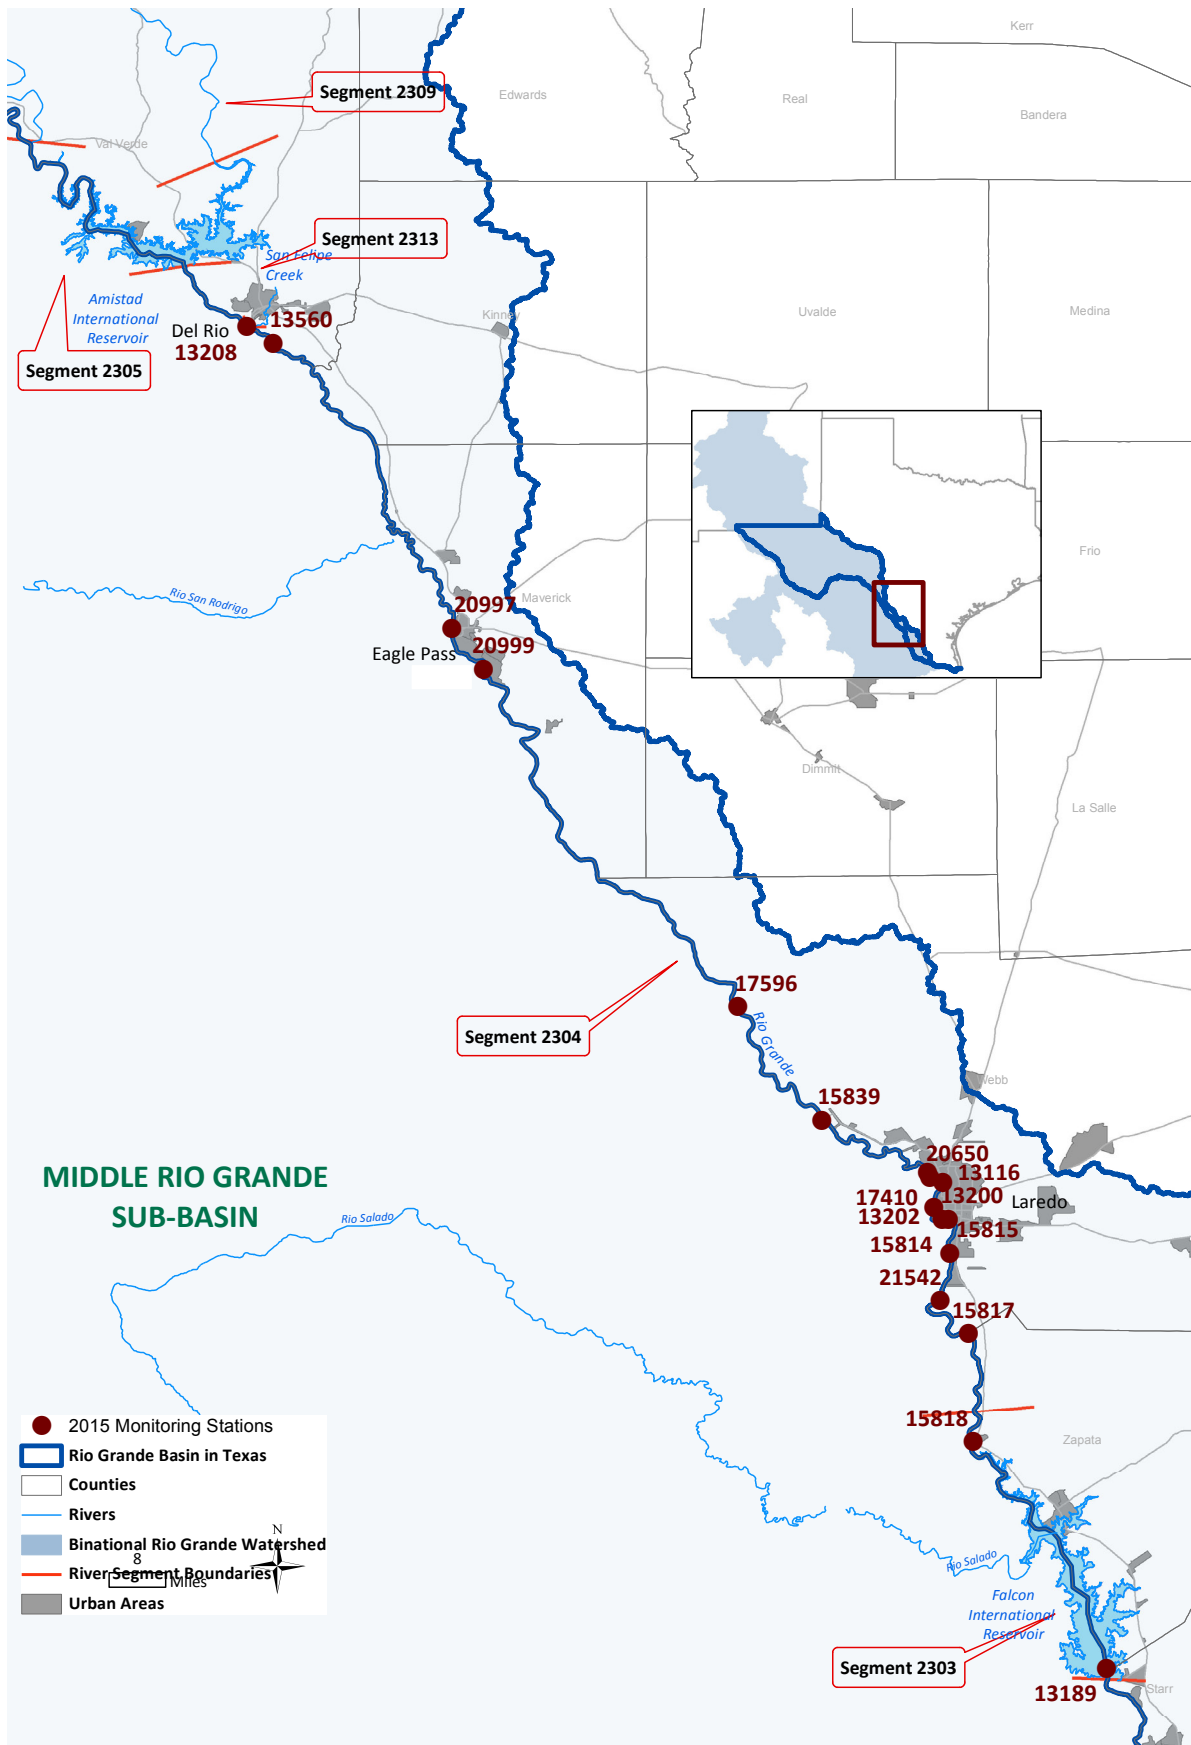 Kerr
Segment 2309
Edwards
Real
Bandera
Val Verde
Segment 2313
San Felipe
Creek
Amistad
International
Reservoir
Del Rio
13560
13208
Kinney
Uvalde
Medina
Segment 2305
Frio
Rio San Rodrigo
20997
Maverick
Eagle Pass
20999
Dimmit
La Salle
17596
Segment 2304
Rio Grande
Webb
15839
20650
13116
MIDDLE RIO GRANDE
SUB-BASIN
17410
13200
Laredo
13202
15815
Rio Salado
15814
21542
15817
15818
Zapata
2015 Monitoring Stations
Rio Grande Basin in Texas
Counties
Rivers
Binational Rio Grande Watershed
River Segment Boundaries
Urban Areas
N
8
Miles
Rio Salado
Falcon
International
Reservoir
Segment 2303
13189
Starr